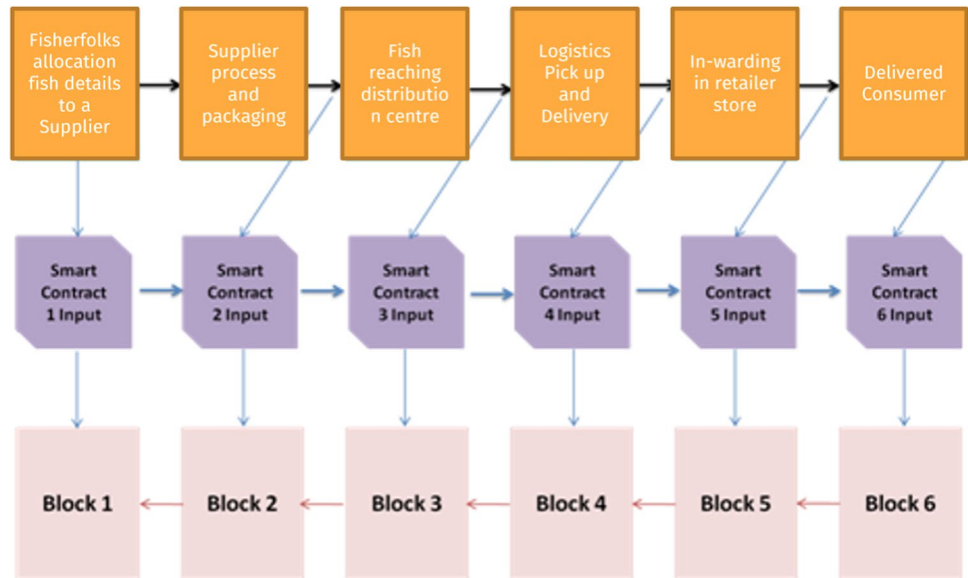 Fisherfolks
allocation
fish details
to a
Supplier
Supplier
process
and
packaging
Fish
reaching
distributio
n centre
Logistics
Pick up
and
Delivery
In-warding
in retailer
store
Delivered
Consumer
Smart
Contract
1 Input
Smart
Contract
2 Input
Smart
Contract
3 Input
Smart
Contract
4 Input
Smart
Contract
5 Input
Smart
Contract
6 Input
Block 1
Block 2
Block 3
Block 4
Block 5
Block 6